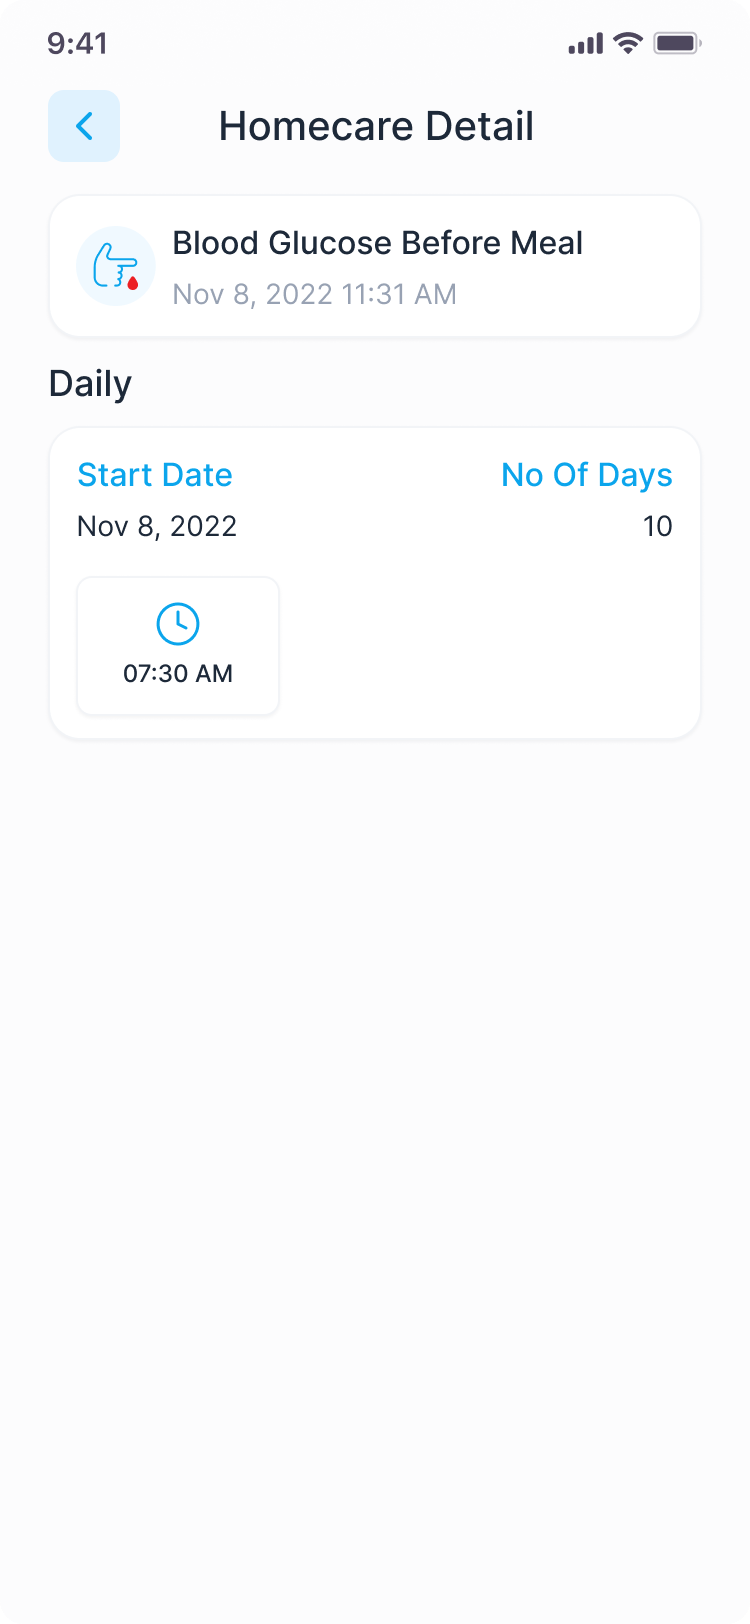 9:41
Homecare Detail
Blood Glucose Before Meal
Nov 8, 2022 11:31 AM
Daily
Start Date No Of Days
Nov 8, 2022 10
07:30 AM